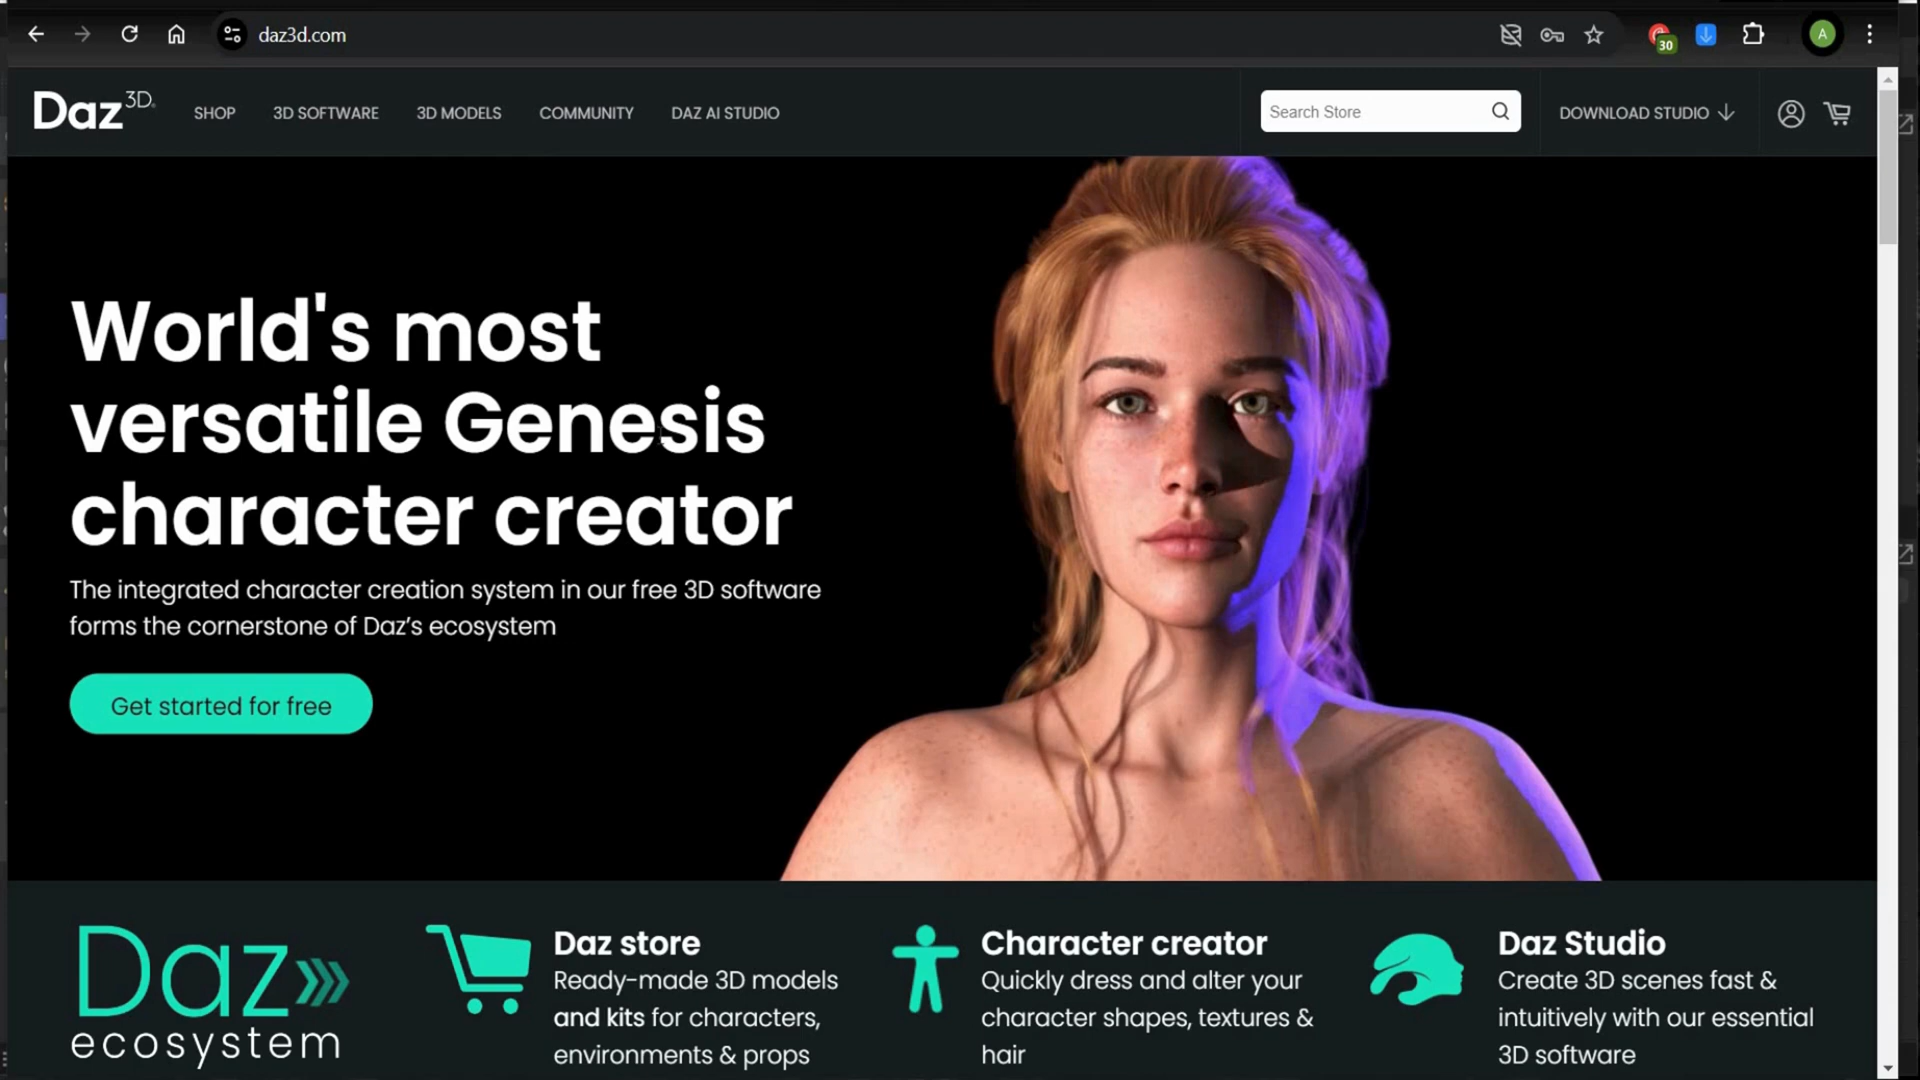 daz3d.com
30
A
Daz 3D
SHOP
3D SOFTWARE
3D MODELS
COMMUNITY
DAZ AI STUDIO
Search Store
DOWNLOAD STUDIO
World's most
versatile Genesis
character creator
The integrated character creation system in our free 3D software
forms the cornerstone of Daz’s ecosystem
Get started for free
Daz
ecosystem
Daz store
Ready-made 3D models
and kits for characters,
environments & props
Character creator
Quickly dress and alter your
character shapes, textures &
hair
Daz Studio
Create 3D scenes fast &
intuitively with our essential
3D software